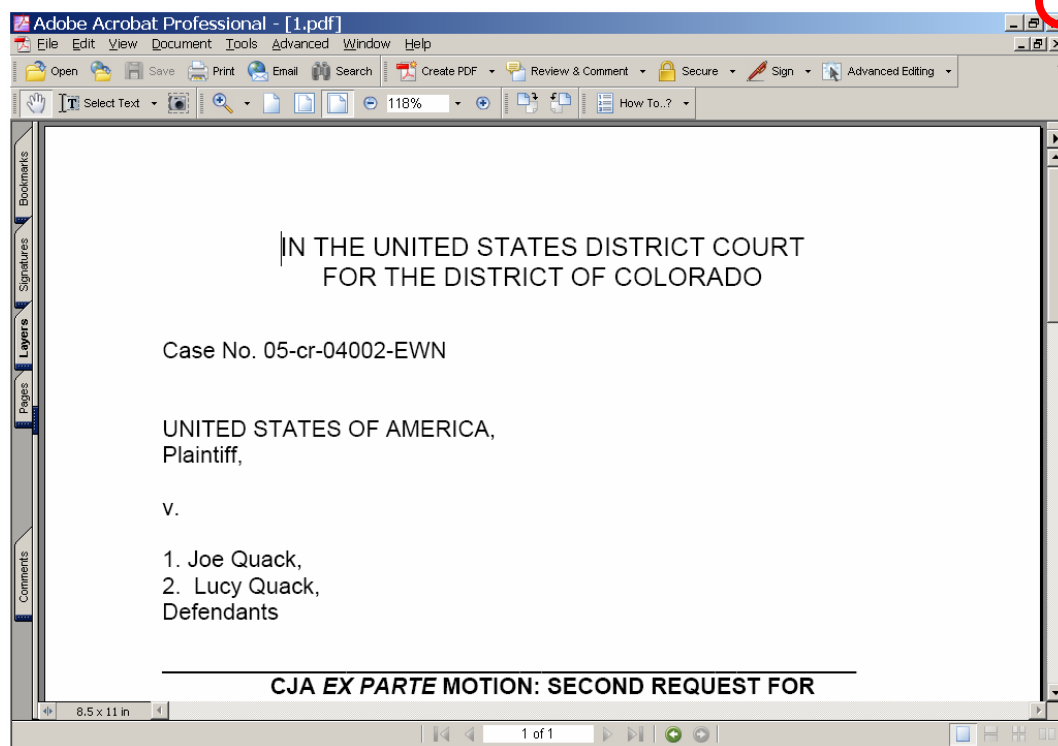 Adobe Acrobat Professional - [1.pdf]
File Edit View Document Tools Advanced Window Help
Open Save Print Email Search Create PDF Review & Comment Secure Sign Advanced Editing
Select Text 118% How To..?
Bookmarks
Signatures
Layers
Pages
Comments
IN THE UNITED STATES DISTRICT COURT
FOR THE DISTRICT OF COLORADO
Case No. 05-cr-04002-EWN
UNITED STATES OF AMERICA,
Plaintiff,
v.
1. Joe Quack,
2. Lucy Quack,
Defendants
CJA EX PARTE MOTION: SECOND REQUEST FOR
8.5 x 11 in
1 of 1